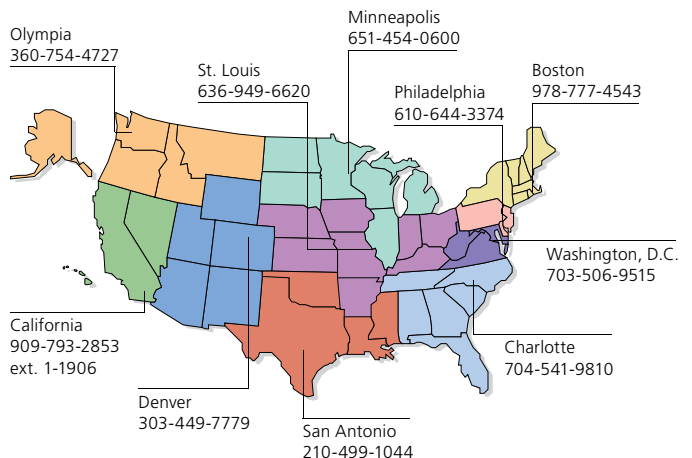 Minneapolis
651-454-0600
Olympia
360-754-4727
St. Louis
636-949-6620
Boston
978-777-4543
Philadelphia
610-644-3374
Washington, D.C.
703-506-9515
California
909-793-2853
ext. 1-1906
Charlotte
704-541-9810
Denver
303-449-7779
San Antonio
210-499-1044